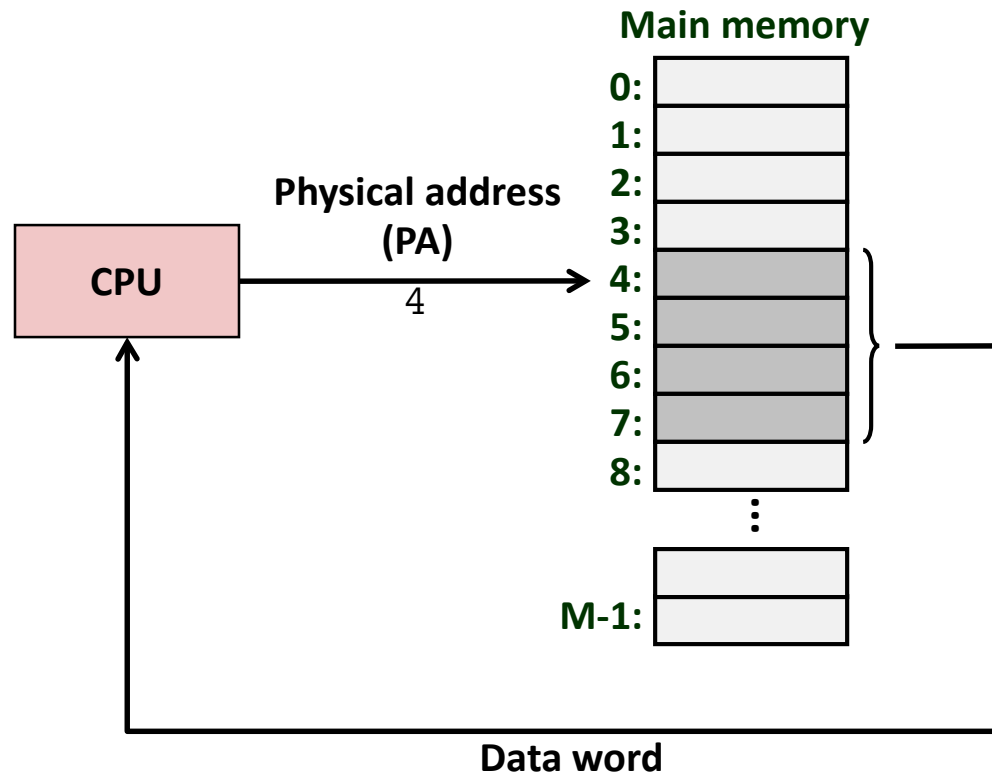 Main memory
0:
1:
2:
Physical address
(PA)
3:
CPU
4
4:
5:
6:
7:
8:
...
M-1:
Data word